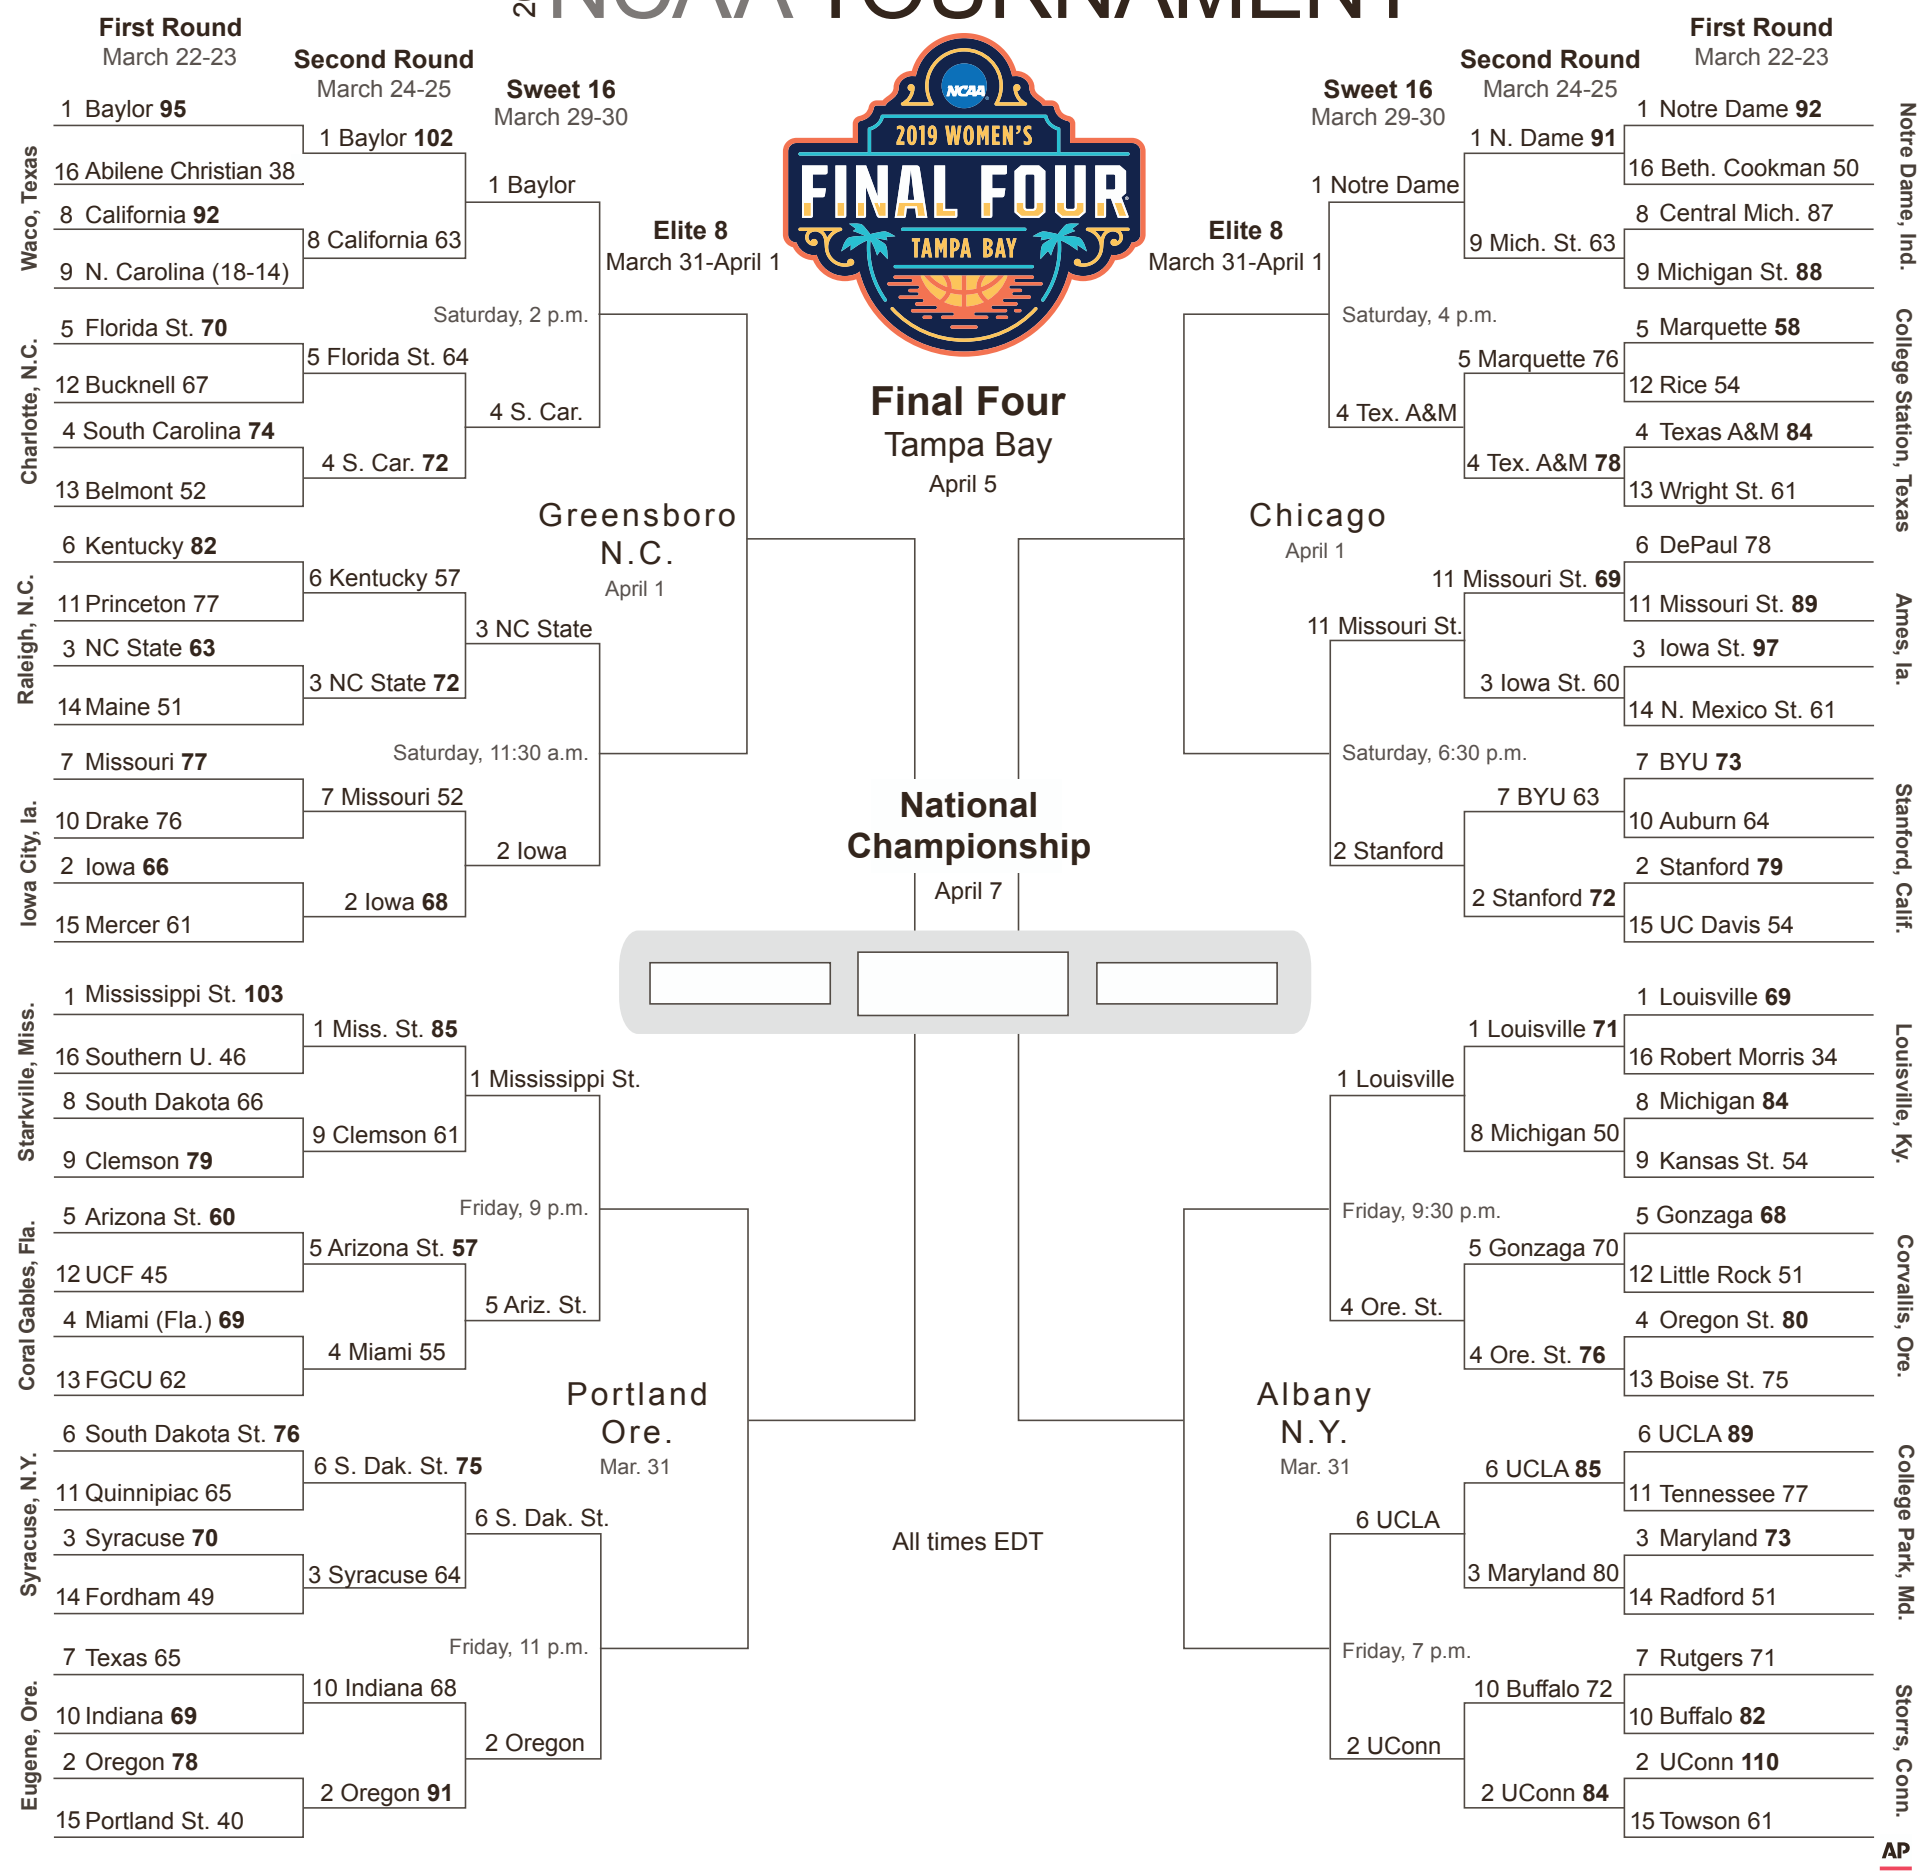 NCAA TOURNAMENT
First Round
March 22-23
Second Round
March 24-25
Sweet 16
March 29-30
Elite 8
March 31-April 1
Waco, Texas
1 Baylor 95
16 Abilene Christian 38
8 California 92
9 N. Carolina (18-14)
1 Baylor 102
8 California 63
1 Baylor
Charlotte, N.C.
5 Florida St. 70
12 Bucknell 67
4 South Carolina 74
13 Belmont 52
5 Florida St. 64
4 S. Car. 72
4 S. Car.
Saturday, 2 p.m.
Greensboro
N.C.
April 1
Raleigh, N.C.
6 Kentucky 82
11 Princeton 77
3 NC State 63
14 Maine 51
6 Kentucky 57
3 NC State 72
3 NC State
Saturday, 11:30 a.m.
Iowa City, Ia.
7 Missouri 77
10 Drake 76
2 Iowa 66
15 Mercer 61
7 Missouri 52
2 Iowa 68
2 Iowa
Starkville, Miss.
1 Mississippi St. 103
16 Southern U. 46
8 South Dakota 66
9 Clemson 79
1 Miss. St. 85
9 Clemson 61
1 Mississippi St.
Friday, 9 p.m.
Coral Gables, Fla.
5 Arizona St. 60
12 UCF 45
4 Miami (Fla.) 69
13 FGCU 62
5 Arizona St. 57
4 Miami 55
5 Ariz. St.
Portland
Ore.
Mar. 31
Syracuse, N.Y.
6 South Dakota St. 76
11 Quinnipiac 65
3 Syracuse 70
14 Fordham 49
6 S. Dak. St. 75
3 Syracuse 64
6 S. Dak. St.
Friday, 11 p.m.
Eugene, Ore.
7 Texas 65
10 Indiana 69
2 Oregon 78
15 Portland St. 40
10 Indiana 68
2 Oregon 91
2 Oregon
NCAA
2019 WOMEN'S
FINAL FOUR
TAMPA BAY
Final Four
Tampa Bay
April 5
National
Championship
April 7
All times EDT
First Round
March 22-23
Second Round
March 24-25
Sweet 16
March 29-30
Elite 8
March 31-April 1
Notre Dame, Ind.
1 Notre Dame 92
16 Beth. Cookman 50
8 Central Mich. 87
9 Michigan St. 88
1 N. Dame 91
9 Mich. St. 63
1 Notre Dame
Saturday, 4 p.m.
College Station, Texas
5 Marquette 58
12 Rice 54
4 Texas A&M 84
13 Wright St. 61
5 Marquette 76
4 Tex. A&M 78
4 Tex. A&M
Chicago
April 1
Ames, Ia.
6 DePaul 78
11 Missouri St. 89
3 Iowa St. 97
14 N. Mexico St. 61
11 Missouri St. 69
3 Iowa St. 60
11 Missouri St.
Saturday, 6:30 p.m.
Stanford, Calif.
7 BYU 73
10 Auburn 64
2 Stanford 79
15 UC Davis 54
7 BYU 63
2 Stanford 72
2 Stanford
Louisville, Ky.
1 Louisville 69
16 Robert Morris 34
8 Michigan 84
9 Kansas St. 54
1 Louisville 71
8 Michigan 50
1 Louisville
Friday, 9:30 p.m.
Corvallis, Ore.
5 Gonzaga 68
12 Little Rock 51
4 Oregon St. 80
13 Boise St. 75
5 Gonzaga 70
4 Ore. St. 76
4 Ore. St.
Albany
N.Y.
Mar. 31
College Park, Md.
6 UCLA 89
11 Tennessee 77
3 Maryland 73
14 Radford 51
6 UCLA 85
3 Maryland 80
6 UCLA
Friday, 7 p.m.
Storrs, Conn.
7 Rutgers 71
10 Buffalo 82
2 UConn 110
15 Towson 61
10 Buffalo 72
2 UConn 84
2 UConn
AP